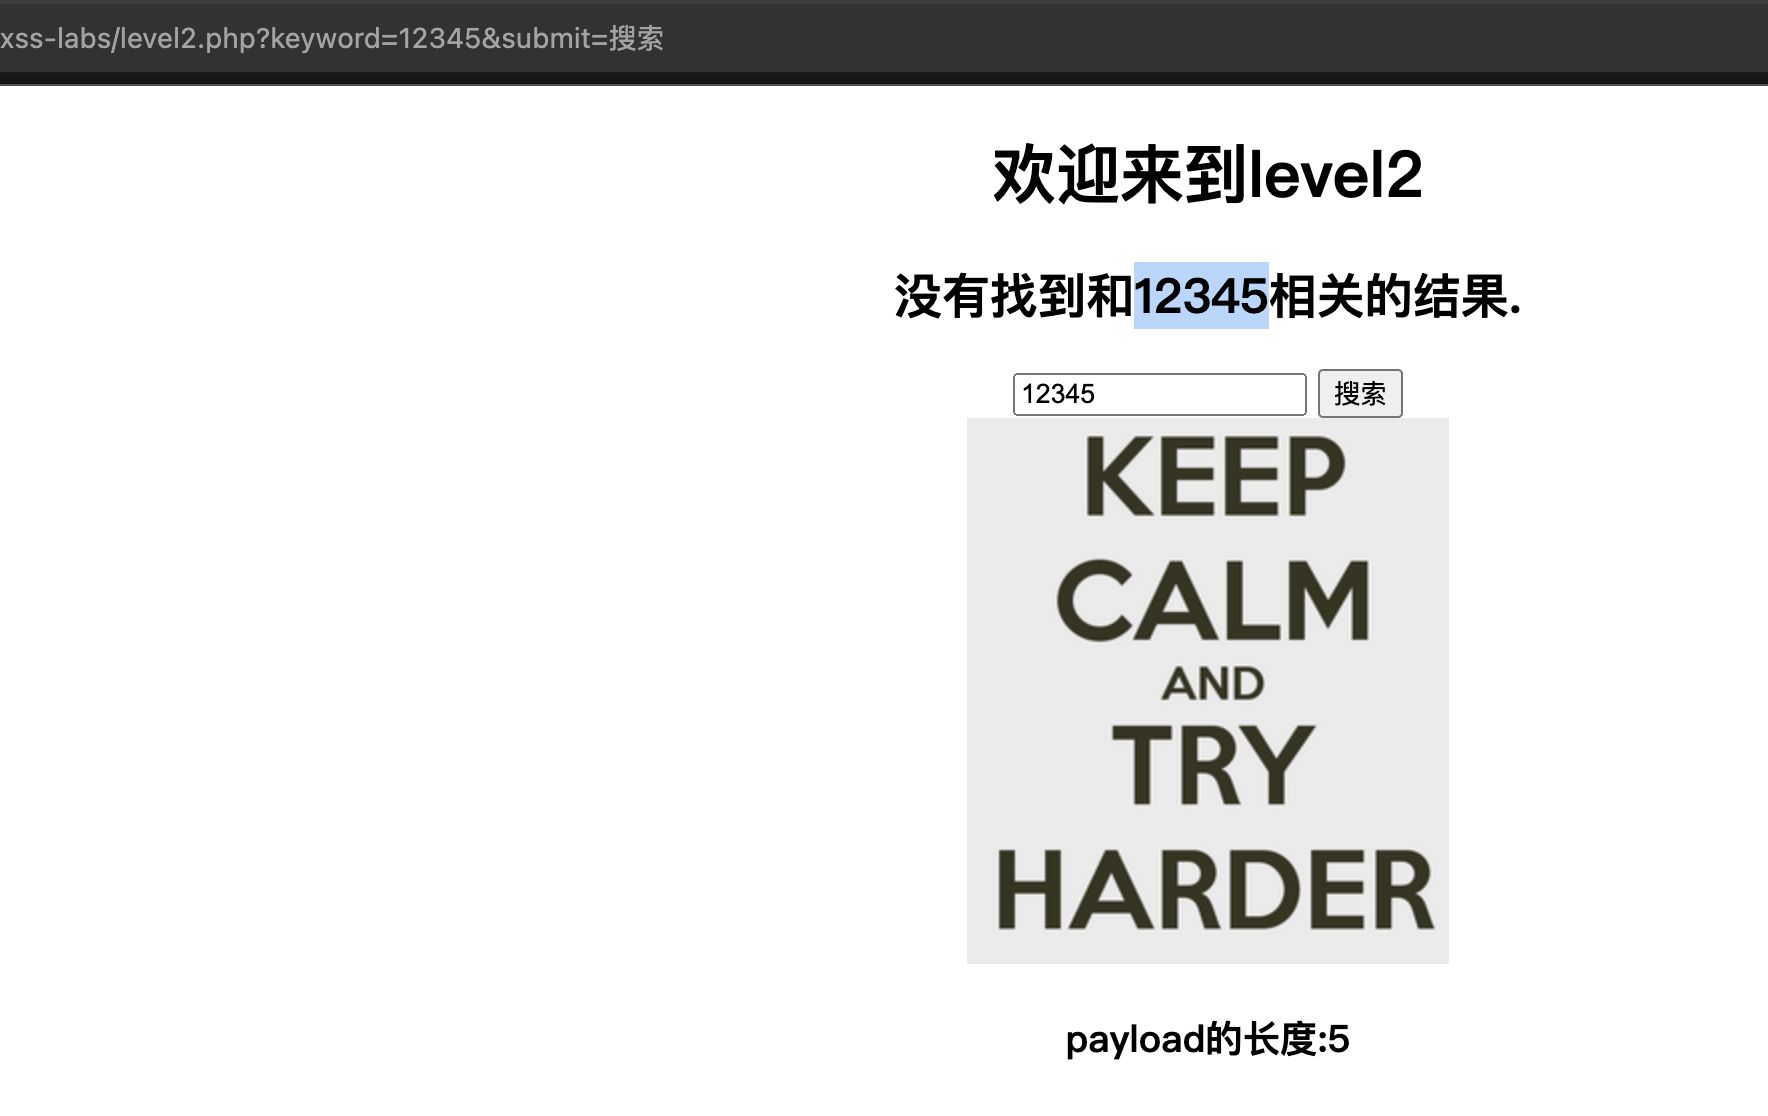 xss-labs/level2.php?keyword=12345&submit=搜索
欢迎来到level2
没有找到和12345相关的结果.
12345 搜索
KEEP
CALM
AND
TRY
HARDER
payload的长度:5